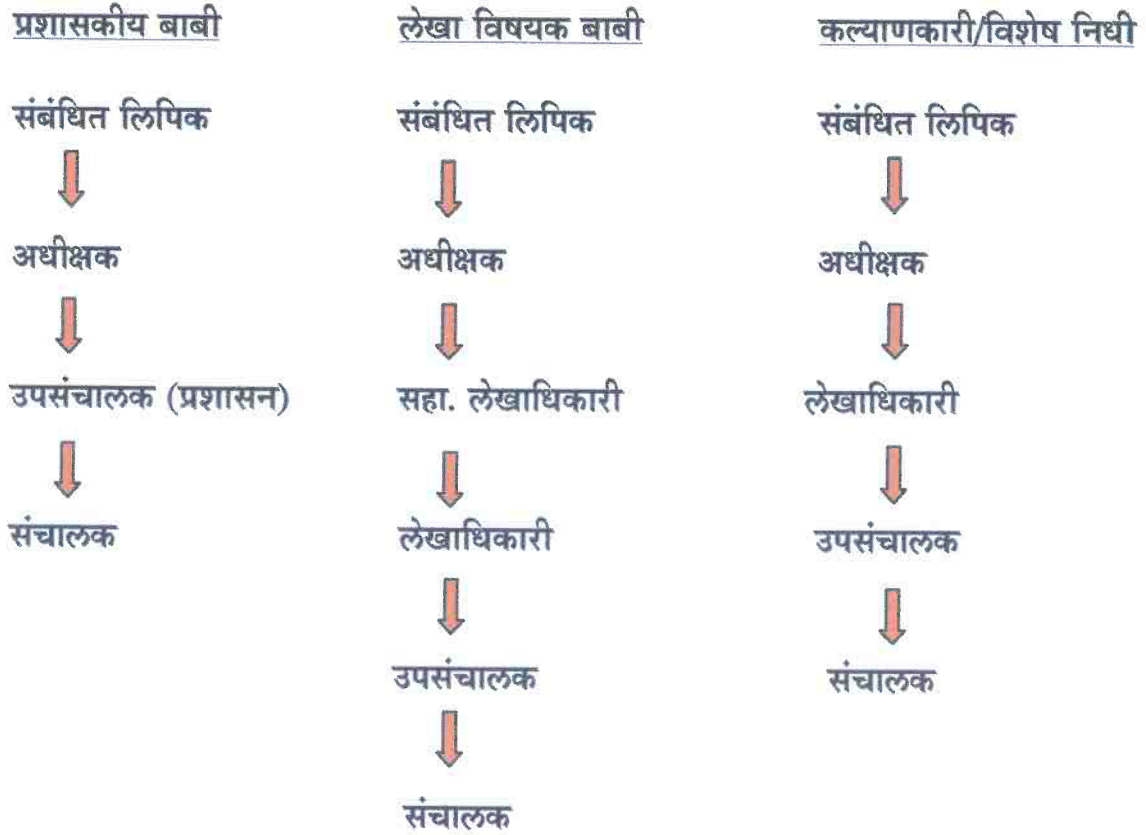 प्रशासकीय बाबी
लेखा विषयक बाबी
कल्याणकारी/विशेष निधी
संबंधित लिपिक
संबंधित लिपिक
संबंधित लिपिक
अधीक्षक
अधीक्षक
अधीक्षक
उपसंचालक (प्रशासन)
सहा. लेखाधिकारी
लेखाधिकारी
संचालक
लेखाधिकारी
उपसंचालक
उपसंचालक
संचालक
संचालक